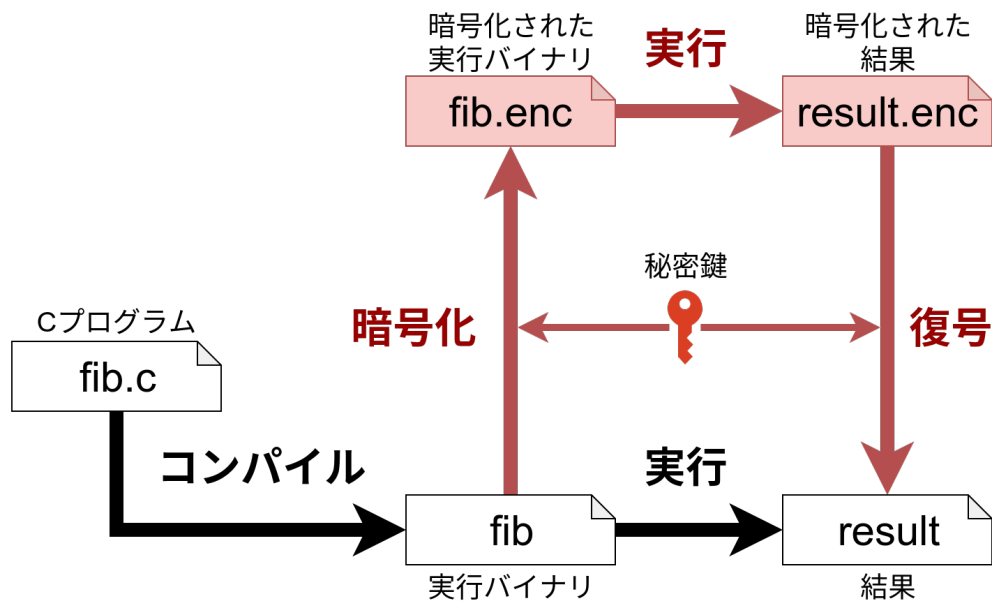 暗号化された
実行バイナリ
fib.enc
実行
暗号化された
結果
result.enc
秘密鍵
暗号化
復号
Cプログラム
fib.c
コンパイル
実行
fib
実行バイナリ
result
結果